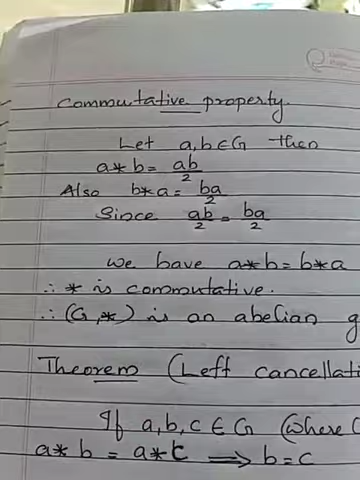 Commutative property.
Let a,b∈G then
a*b = ab/2
Also b*a = ba/2
Since ab/2 = ba/2
we have a*b = b*a
∴ * is commutative.
∴ (G,*) is an abelian g
Theorem (Left cancellati
If a,b,c ∈ G (where G
a*b = a*c ⟹ b=c